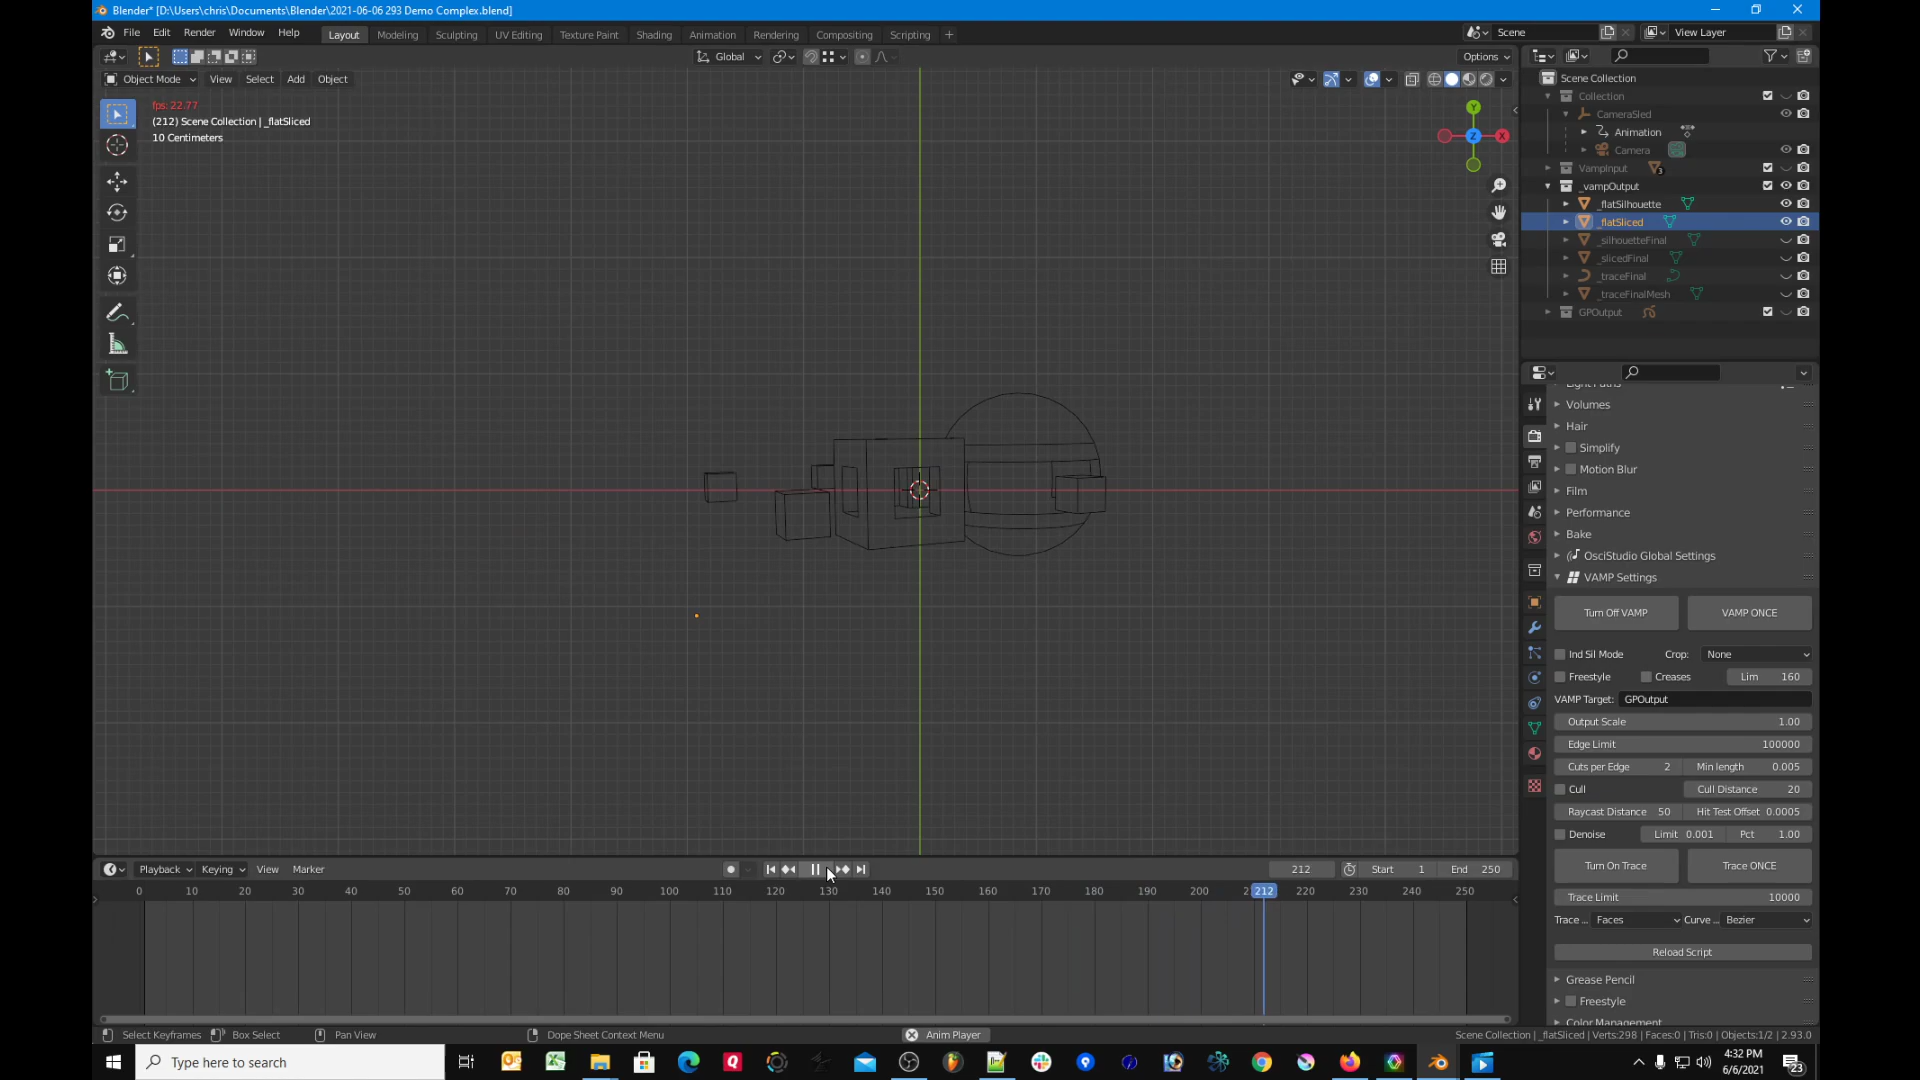 Blender* [D:\Users\chris\Documents\Blender\2021-06-06 293 Demo Complex.blend]
File Edit Render Window Help Layout Modeling Sculpting UV Editing Texture Paint Shading Animation Rendering Compositing Scripting + Scene View Layer
Global Options
Object Mode View Select Add Object
fps: 22.77
(212) Scene Collection | _flatSliced
10 Centimeters
Y
X
Z
Scene Collection
Collection
CameraSled
Animation
Camera
VampInput 3
_vampOutput
_flatSilhouette
_flatSliced
_silhouetteFinal
_slicedFinal
_traceFinal
_traceFinalMesh
GPOutput
Light Paths
Volumes
Hair
Simplify
Motion Blur
Film
Performance
Bake
OsciStudio Global Settings
VAMP Settings
Turn Off VAMP VAMP ONCE
Ind Sil Mode Crop: None
Freestyle Creases Lim 160
VAMP Target: GPOutput
Output Scale 1.00
Edge Limit 100000
Cuts per Edge 2 Min length 0.005
Cull Cull Distance 20
Raycast Distance 50 Hit Test Offset 0.0005
Denoise Limit 0.001 Pct 1.00
Turn On Trace Trace ONCE
Trace Limit 10000
Trace ... Faces Curve ... Bezier
Reload Script
Grease Pencil
Freestyle
Color Management
Playback Keying View Marker 212 Start 1 End 250
0 10 20 30 40 50 60 70 80 90 100 110 120 130 140 150 160 170 180 190 200 212 220 230 240 250
Select Keyframes Box Select Pan View Dope Sheet Context Menu Anim Player Scene Collection | _flatSliced | Verts:298 | Faces:0 | Tris:0 | Objects:1/2 | 2.93.0
Type here to search
4:32 PM
6/6/2021
23